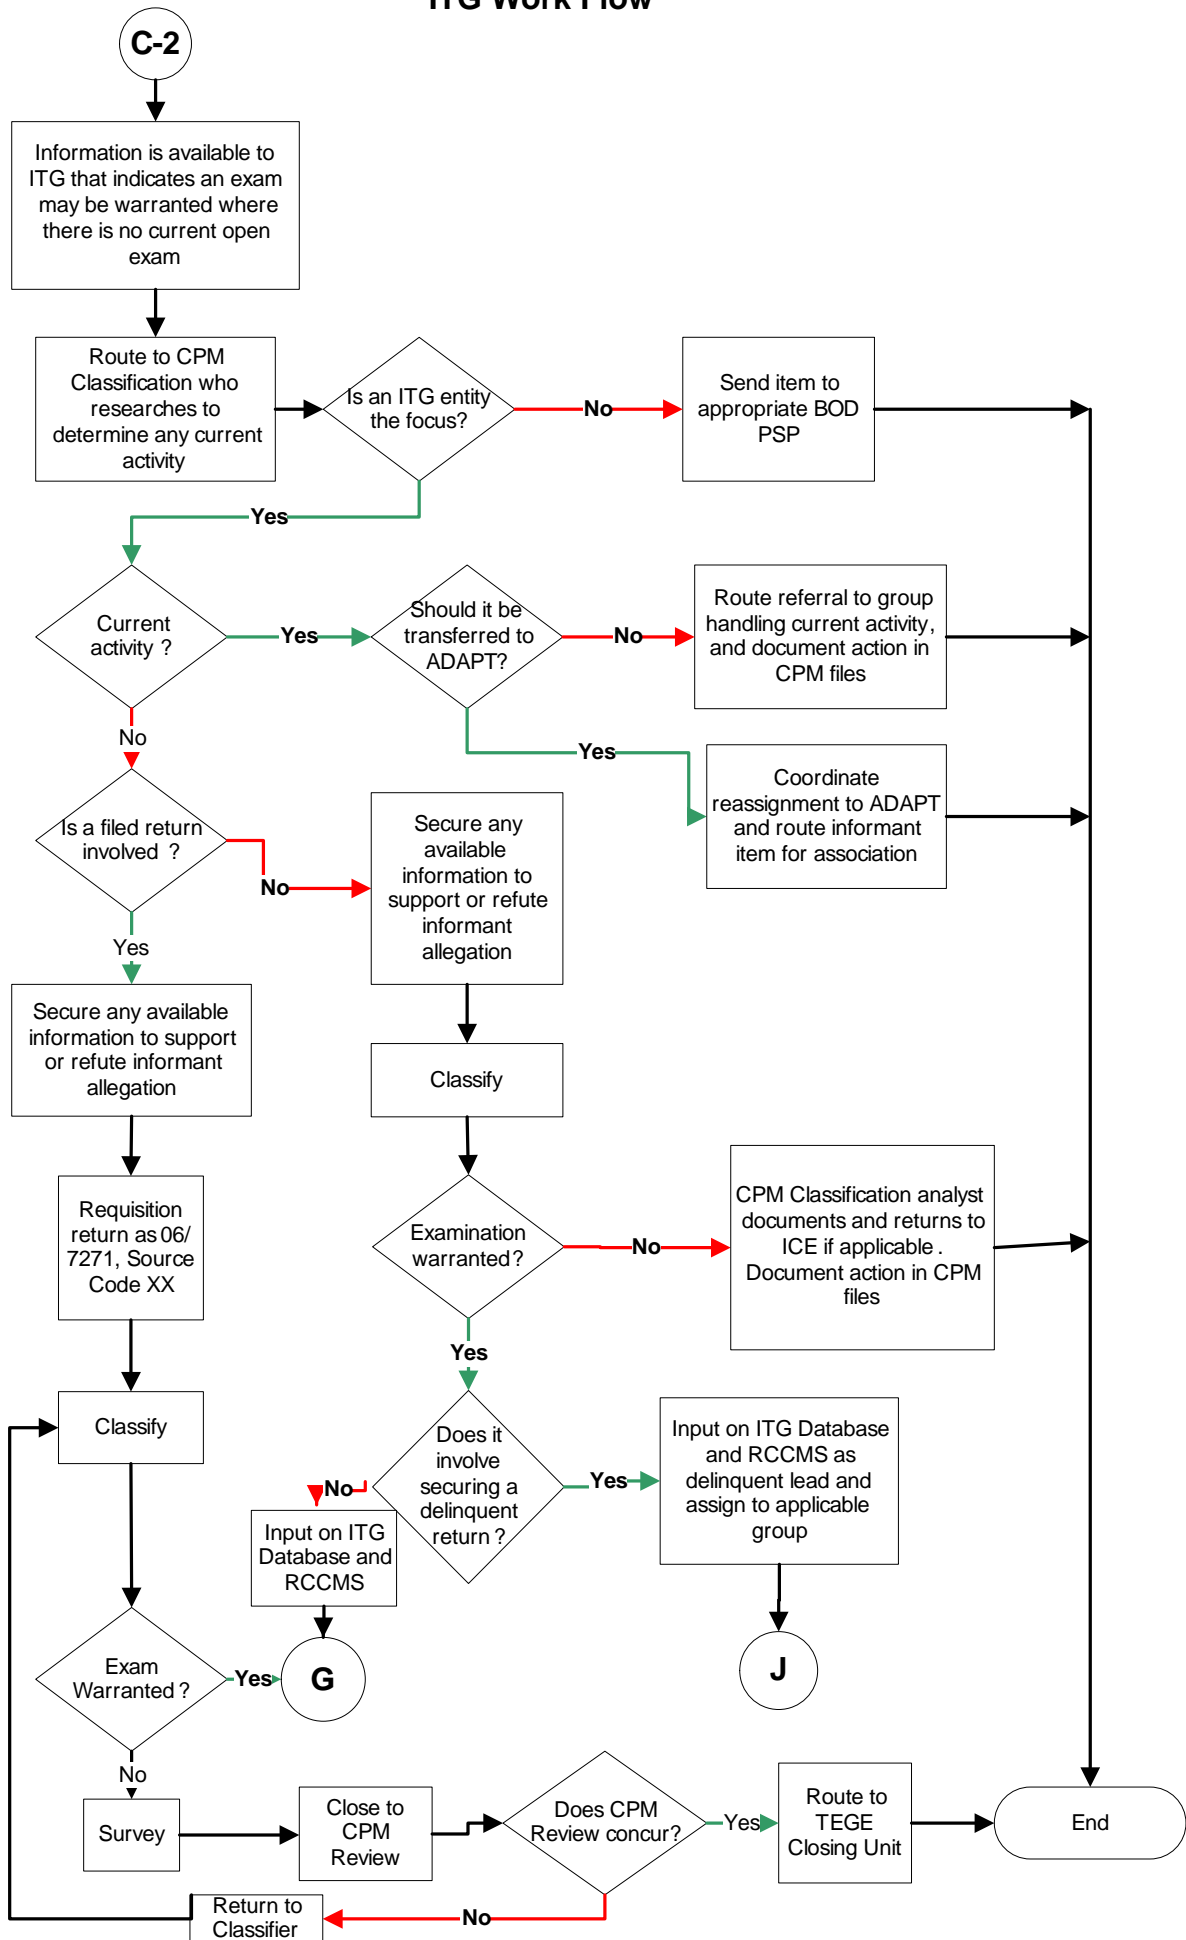 ITG Work Flow
C-2
Information is available to
ITG that indicates an exam
may be warranted where
there is no current open
exam
Route to CPM
Classification who
researches to
determine any current
activity
Is an ITG entity
the focus?
No
Send item to
appropriate BOD
PSP
Yes
Current
activity ?
Yes
Should it be
transferred to
ADAPT?
No
Route referral to group
handling current activity,
and document action in
CPM files
No
Yes
Coordinate
reassignment to ADAPT
and route informant
item for association
Is a filed return
involved ?
No
Secure any
available
information to
support or refute
informant
allegation
Yes
Secure any available
information to support
or refute informant
allegation
Classify
Requisition
return as 06/
7271, Source
Code XX
Examination
warranted ?
No
CPM Classification analyst
documents and returns to
ICE if applicable .
Document action in CPM
files
Yes
Classify
Does it
involve
securing a
delinquent
return ?
Yes
Input on ITG Database
and RCCMS as
delinquent lead and
assign to applicable
group
No
Input on ITG
Database and
RCCMS
Exam
Warranted ?
Yes
G
J
No
Survey
Close to
CPM
Review
Does CPM
Review concur?
Yes
Route to
TEGE
Closing Unit
End
No
Return to
Classifier